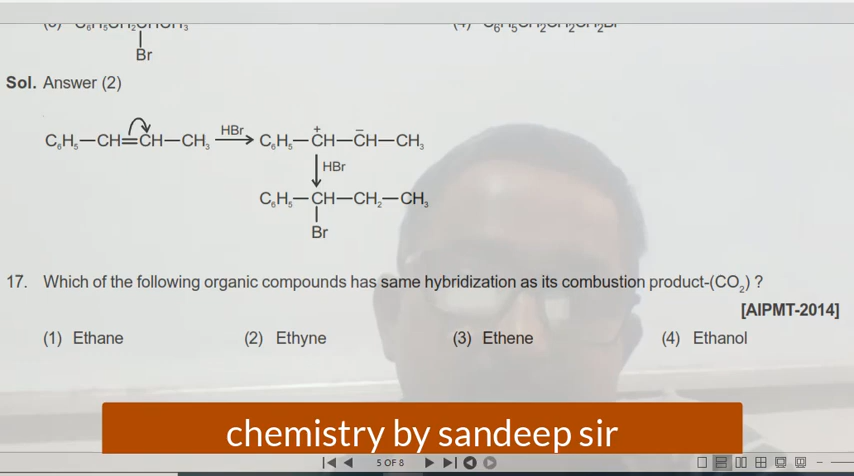 Br
Sol. Answer (2)
C₆H₅—CH=CH—CH₃ HBr C₆H₅—CH—CH—CH₃
+ –
HBr
C₆H₅—CH—CH₂—CH₃
Br
17. Which of the following organic compounds has same hybridization as its combustion product-(CO₂) ?
[AIPMT-2014]
(1) Ethane (2) Ethyne (3) Ethene (4) Ethanol
chemistry by sandeep sir
5 OF 8